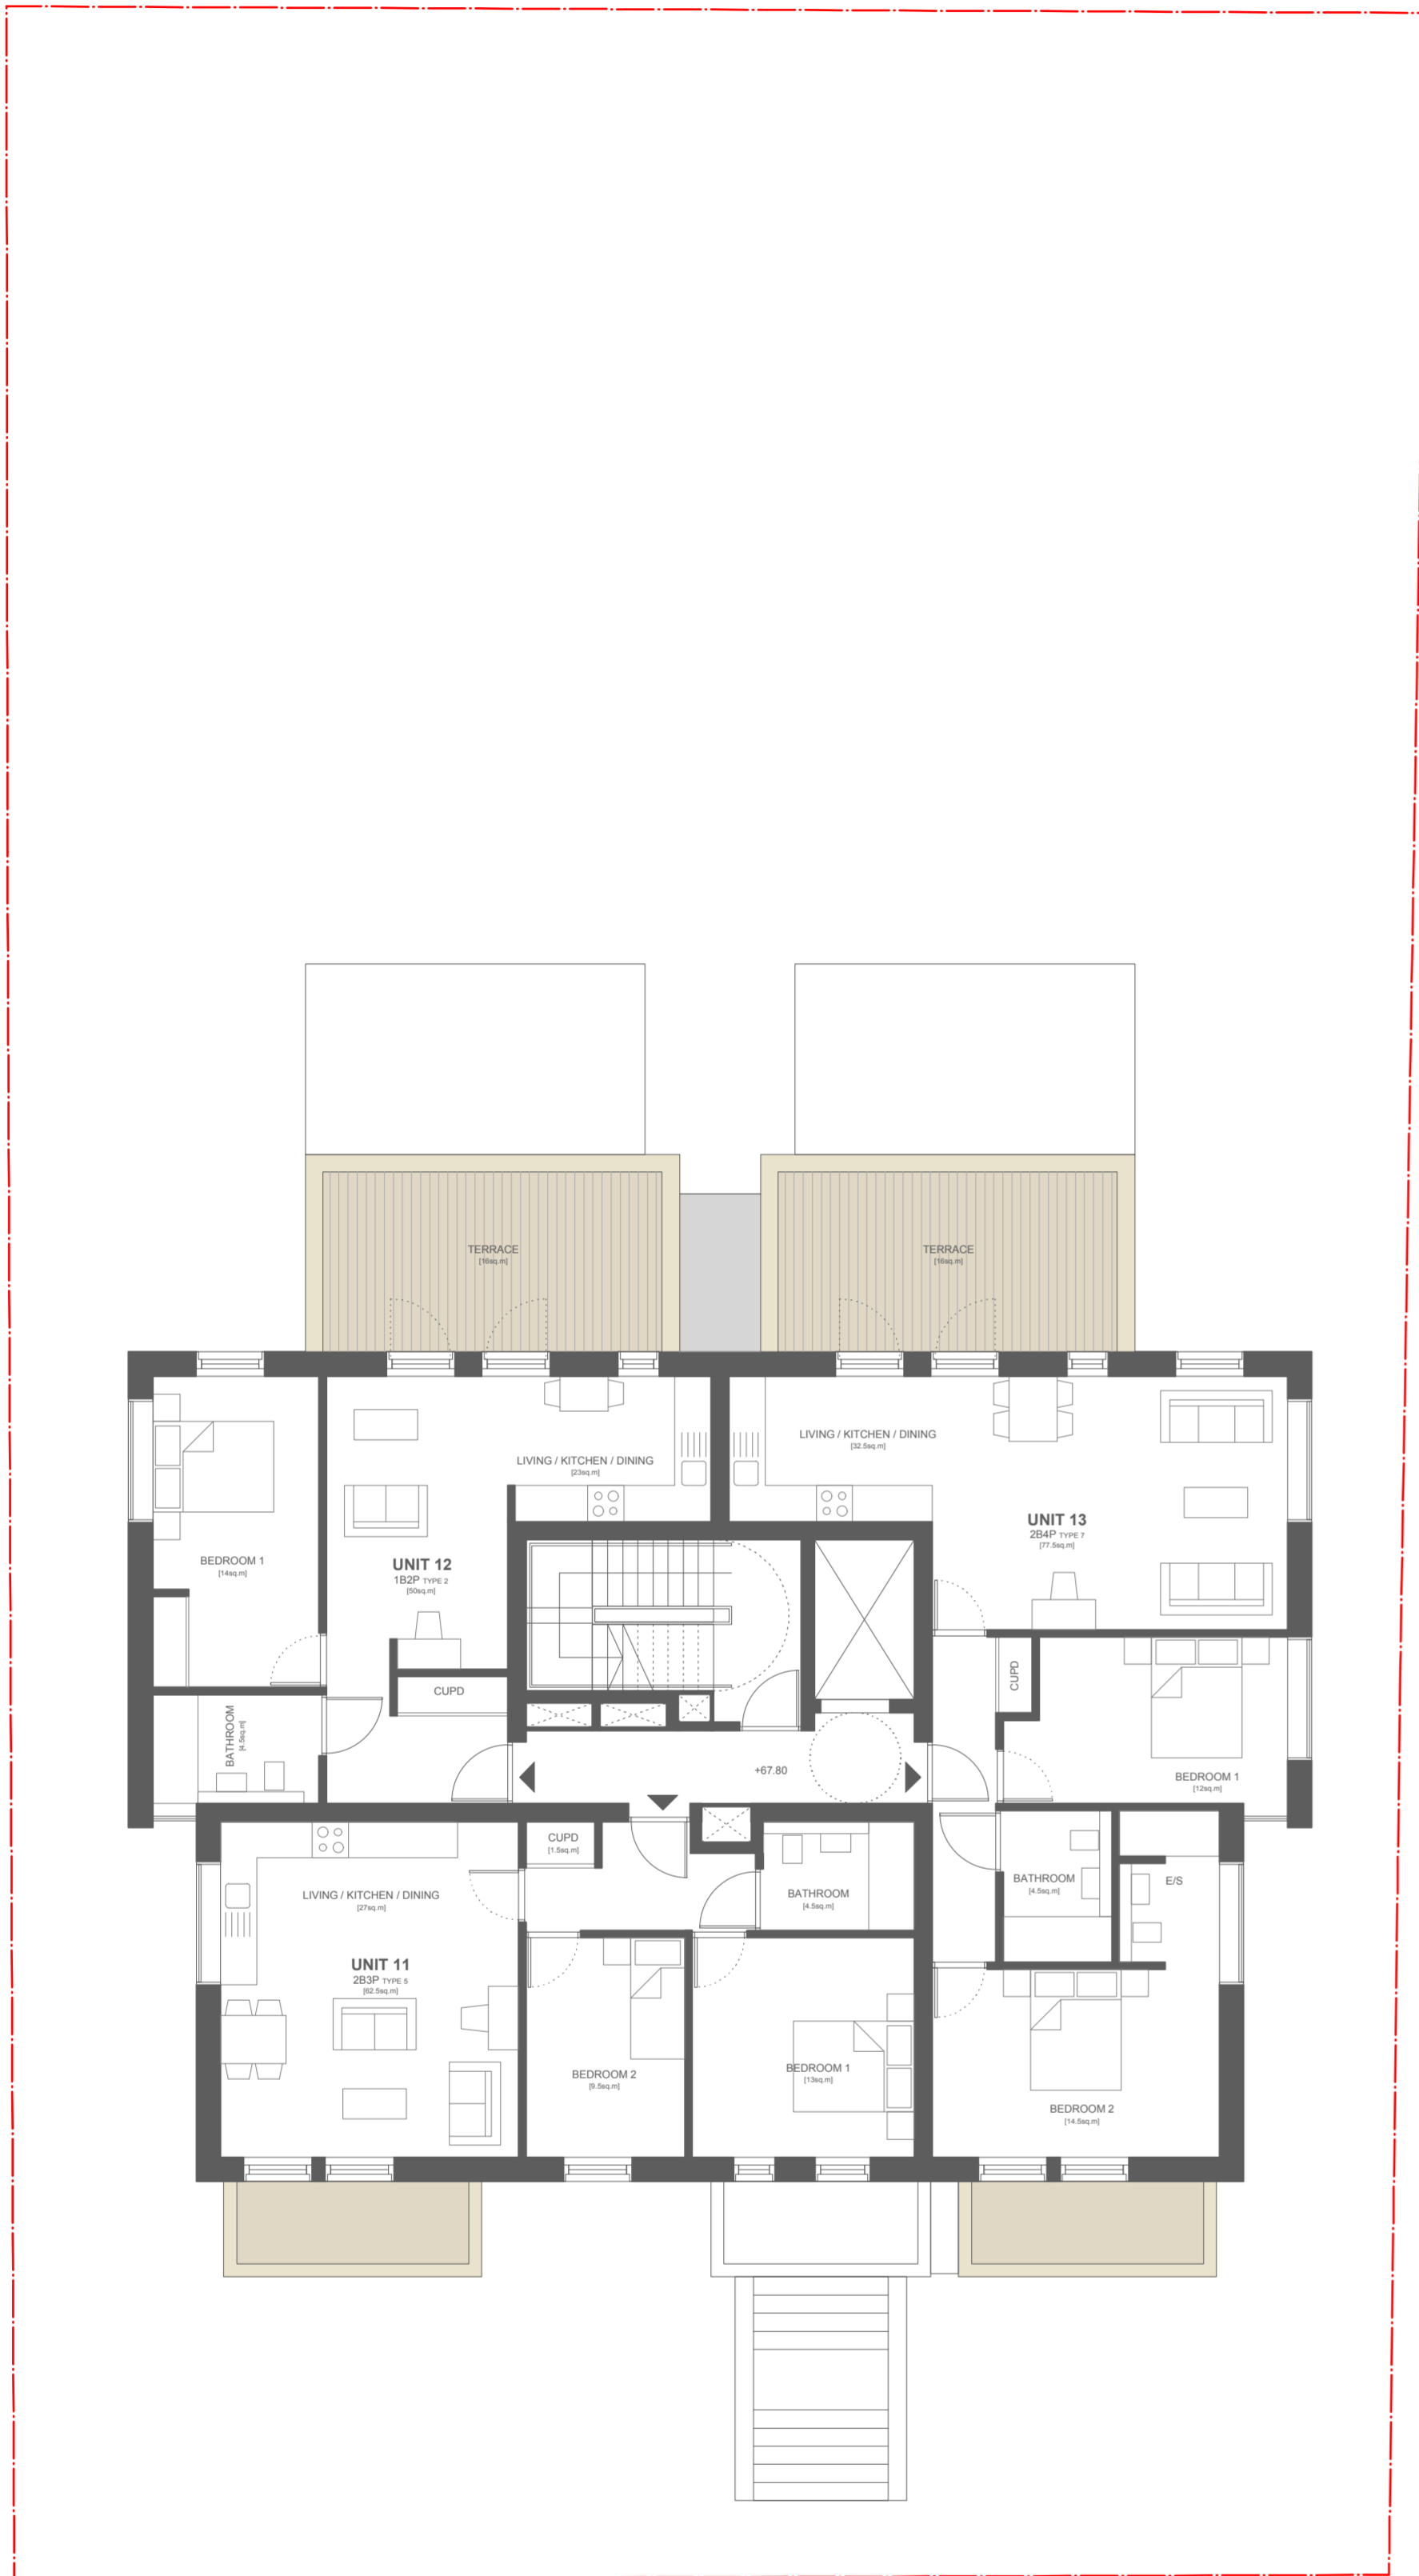 TERRACE
[16sq.m]
TERRACE
[16sq.m]
LIVING / KITCHEN / DINING
[32.5sq.m]
LIVING / KITCHEN / DINING
[23sq.m]
UNIT 13
2B4P TYPE 7
[77.5sq.m]
BEDROOM 1
[14sq.m]
UNIT 12
1B2P TYPE 2
[50sq.m]
CUPD
CUPD
BATHROOM
[4.5sq.m]
+67.80
BEDROOM 1
[12sq.m]
CUPD
[1.5sq.m]
LIVING / KITCHEN / DINING
[27sq.m]
BATHROOM
[4.5sq.m]
BATHROOM
[4.5sq.m]
E/S
UNIT 11
2B3P TYPE 5
[62.5sq.m]
BEDROOM 2
[9.5sq.m]
BEDROOM 1
[13sq.m]
BEDROOM 2
[14.5sq.m]